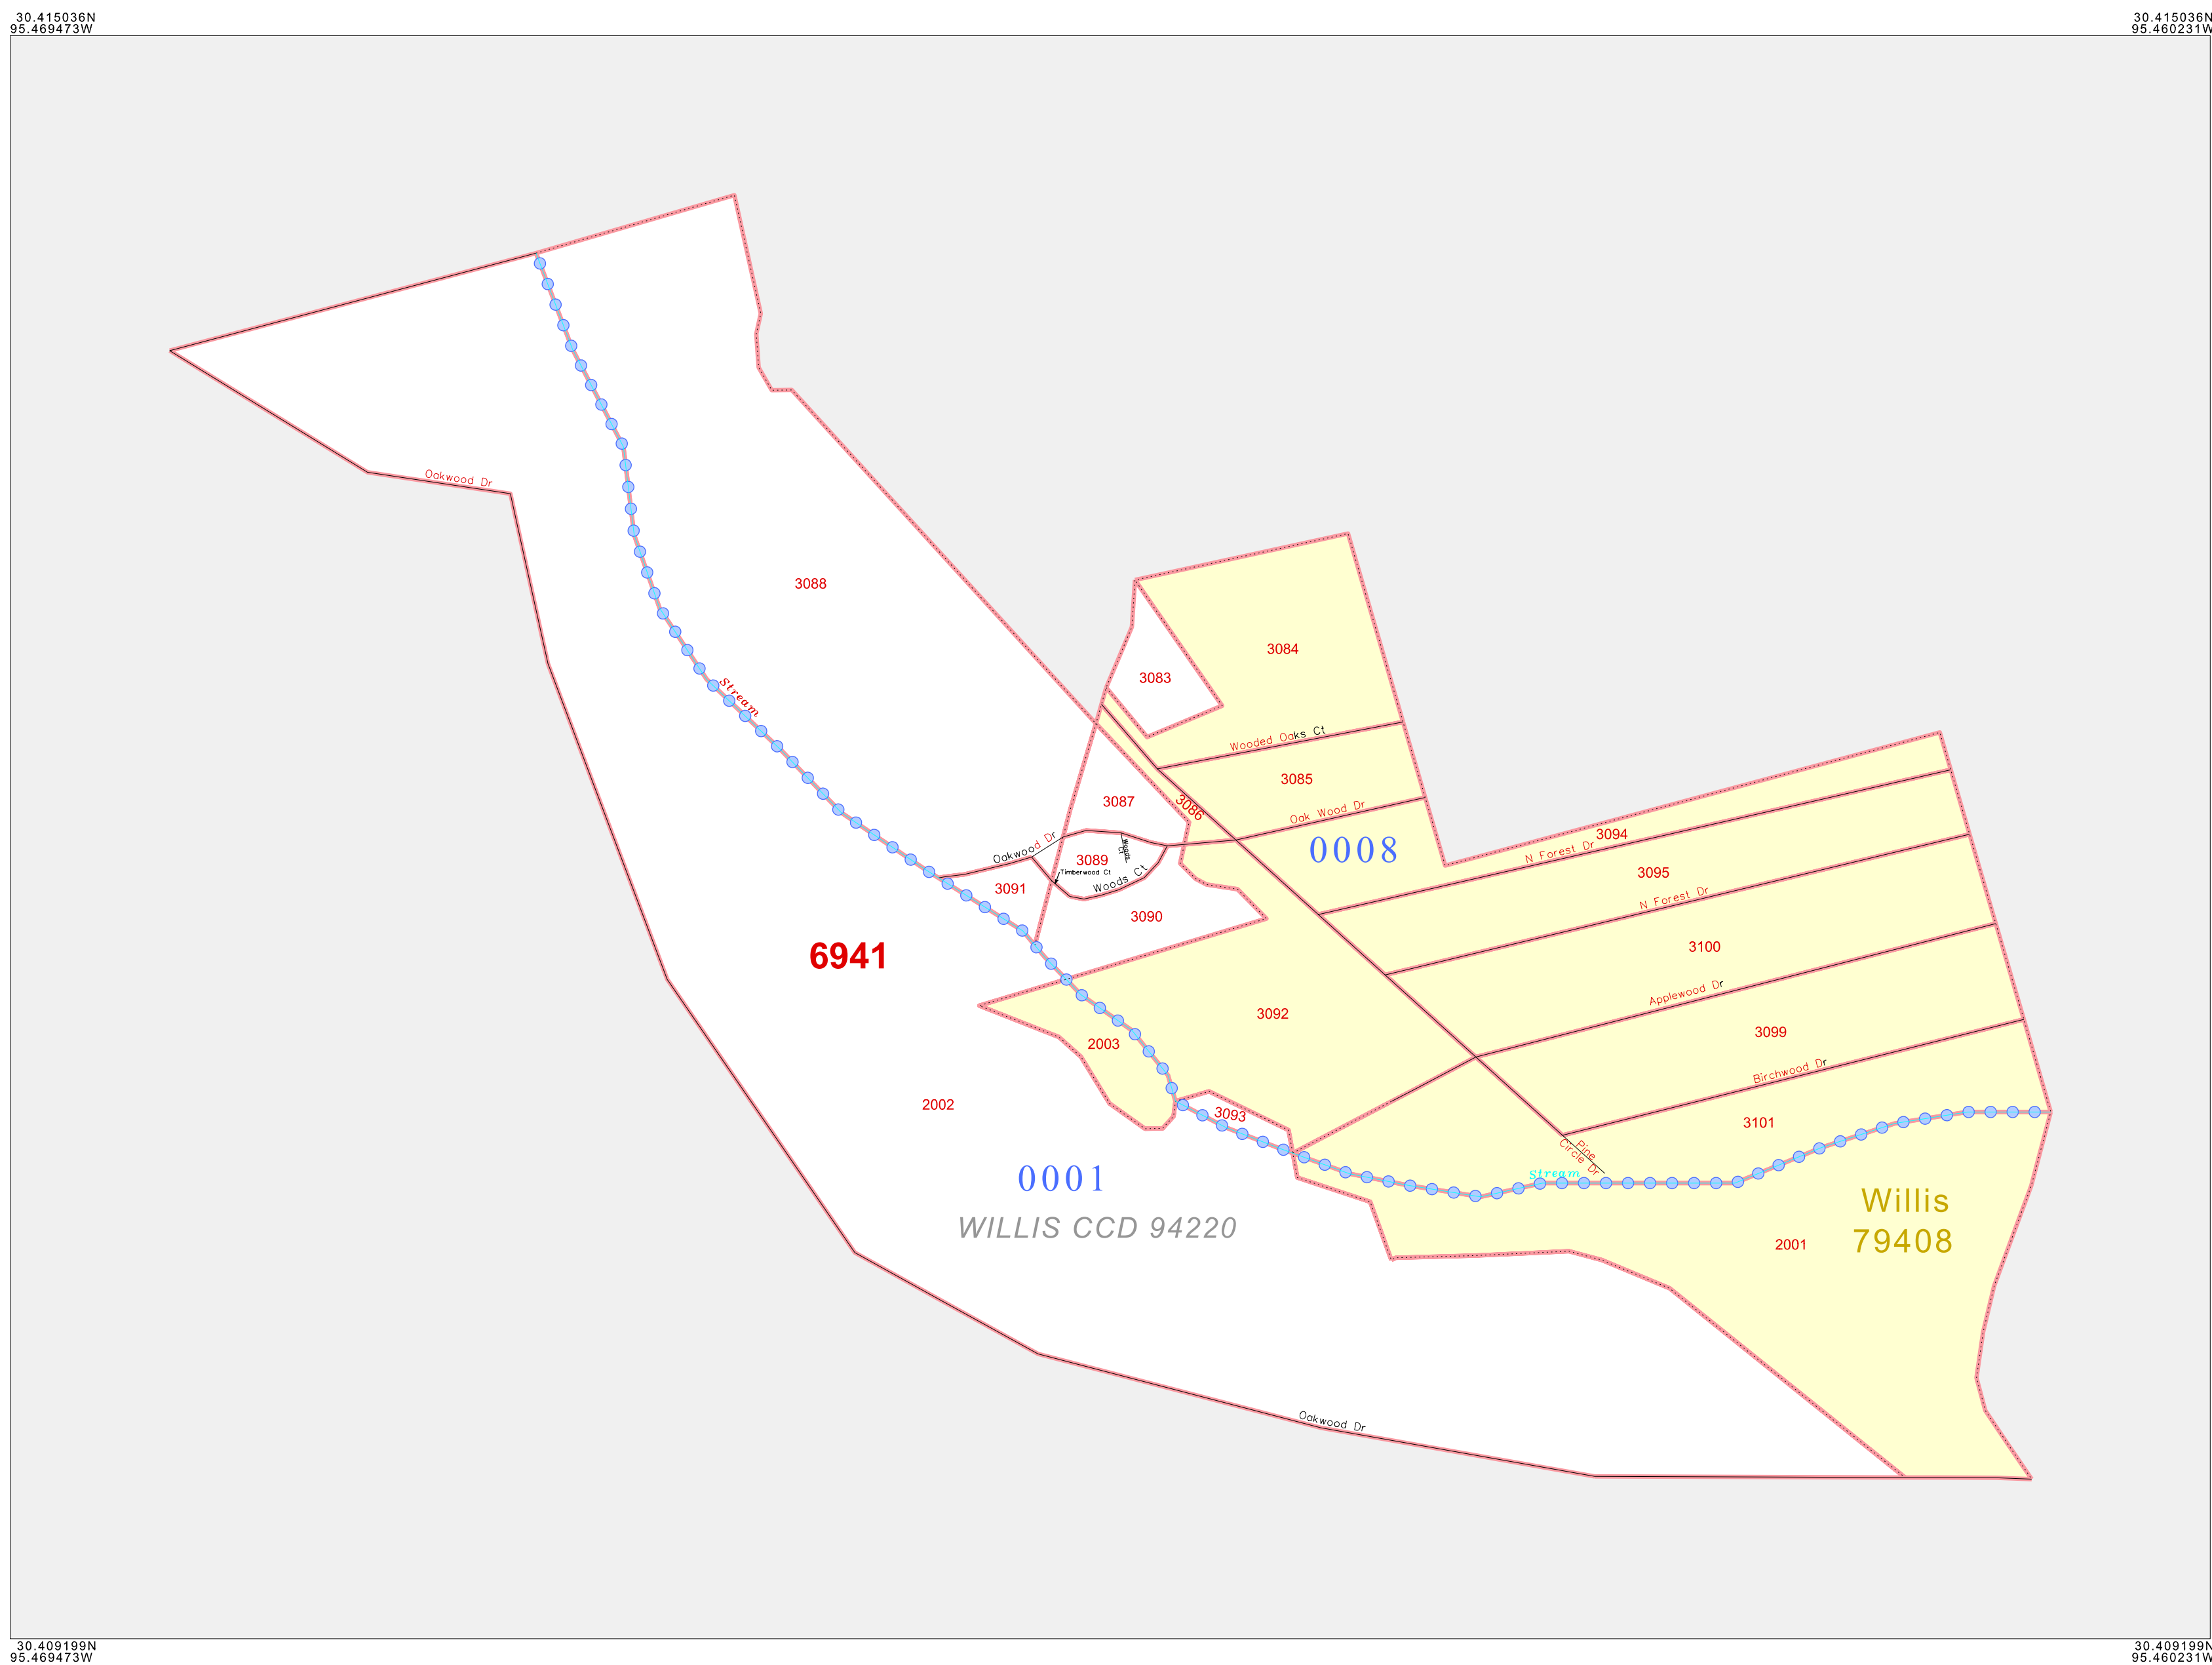 30.415036N
95.469473W
30.415036N
95.460231W
Oakwood Dr
3088
Stream
3084
3083
Wooded Oaks Ct
3085
3087
3086
Oak Wood Dr
0008
3094
N Forest Dr
3095
Oakwood Dr
Woods
Ct
3089
Timberwood Ct
Woods Ct
3091
3090
N Forest Dr
6941
3100
Applewood Dr
3092
3099
2003
Birchwood Dr
2002
3093
3101
Pine
Circle Dr
0001
Stream
Willis
79408
WILLIS CCD 94220
2001
Oakwood Dr
30.409199N
95.469473W
30.409199N
95.460231W